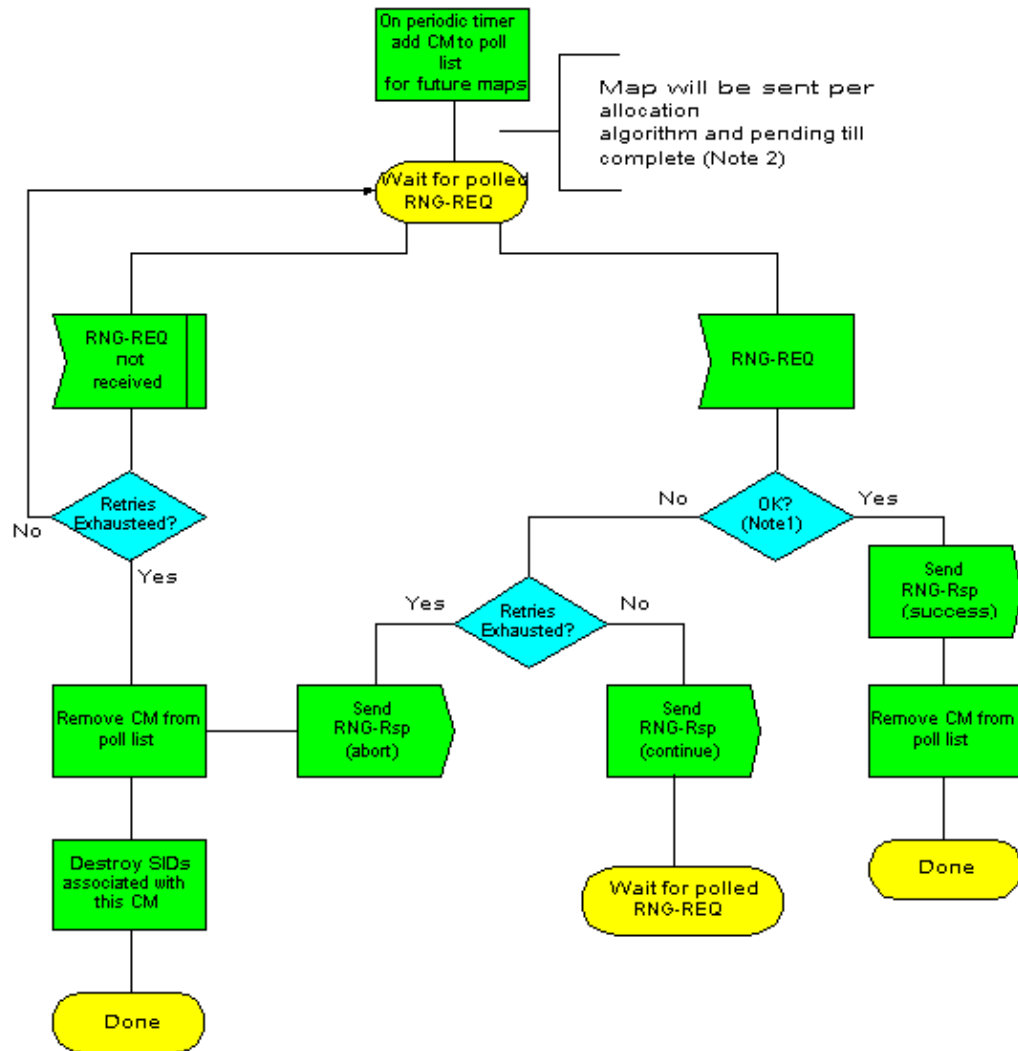 On periodic timer
add CM to poll
list
for future maps
Map will be sent per
allocation
algorithm and pending till
complete (Note 2)
Wait for polled
RNG-REQ
RNG-REQ
not
received
RNG-REQ
Retries
Exhausteed?
No
Yes
OK?
(Note1)
No
Yes
Send
RNG-Rsp
(success)
Retries
Exhausted?
Yes
No
Remove CM from
poll list
Send
RNG-Rsp
(abort)
Send
RNG-Rsp
(continue)
Remove CM from
poll list
Destroy SIDs
associated with
this CM
Wait for polled
RNG-REQ
Done
Done